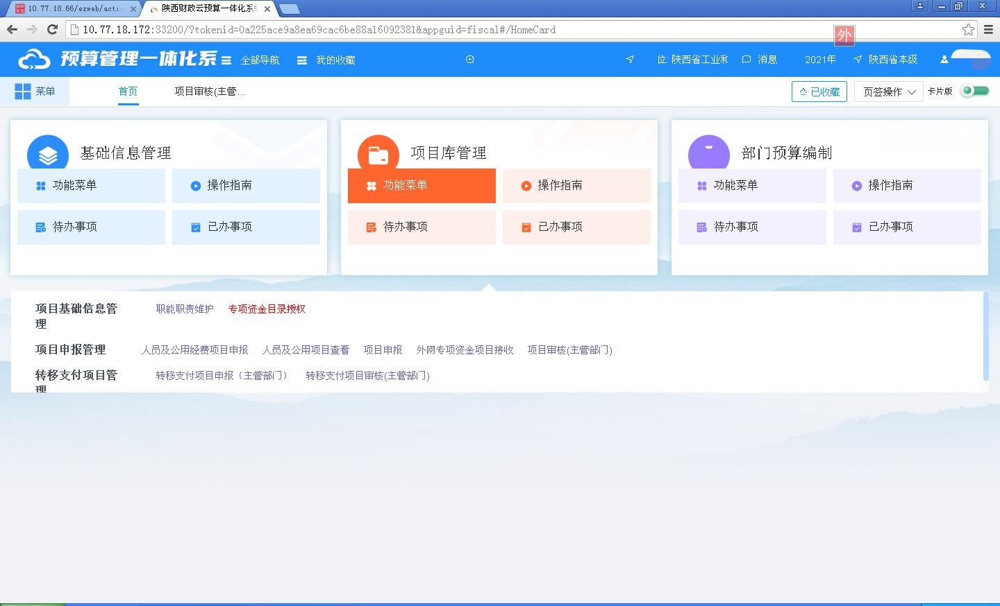 10.77.18.66/ezweb/actio
陕西财政云预算一体化系
10.77.18.172:33200/?tokenid=0a225ace9a8ea69cac6be88a16092381&appguid=fiscal#/HomeCard
外
预算管理一体化系
全部导航
我的收藏
位: 陕西省工业和
消息
2021年
陕西省本级
菜单
首页
项目审核(主管...
已收藏
页签操作
卡片版
基础信息管理
功能菜单
操作指南
待办事项
已办事项
项目库管理
功能菜单
操作指南
待办事项
已办事项
部门预算编制
功能菜单
操作指南
待办事项
已办事项
项目基础信息管
理
职能职责维护 专项资金目录授权
项目申报管理
人员及公用经费项目申报 人员及公用项目查看 项目申报 外网专项资金项目接收 项目审核(主管部门)
转移支付项目管
理
转移支付项目申报（主管部门） 转移支付项目审核(主管部门)